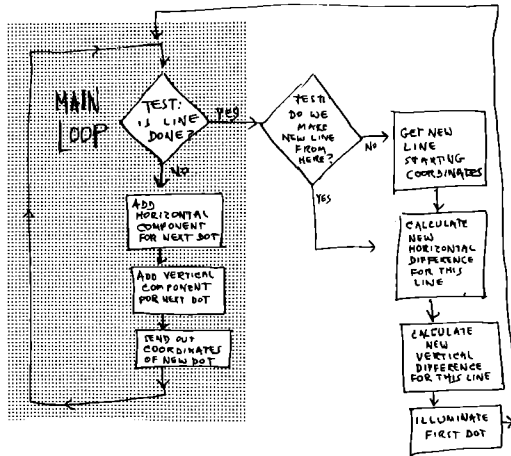 MAIN
LOOP
TEST:
IS LINE
DONE?
YES
NO
ADD
HORIZONTAL
COMPONENT
FOR NEXT DOT
ADD VERTICAL
COMPONENT
FOR NEXT DOT
SEND OUT
COORDINATES
OF NEW DOT
TEST:
DO WE
MAKE
NEW LINE
FROM
HERE?
NO
YES
GET NEW
LINE
STARTING
COORDINATES
CALCULATE
NEW
HORIZONTAL
DIFFERENCE
FOR THIS
LINE
CALCULATE
NEW
VERTICAL
DIFFERENCE
FOR THIS LINE
ILLUMINATE
FIRST DOT